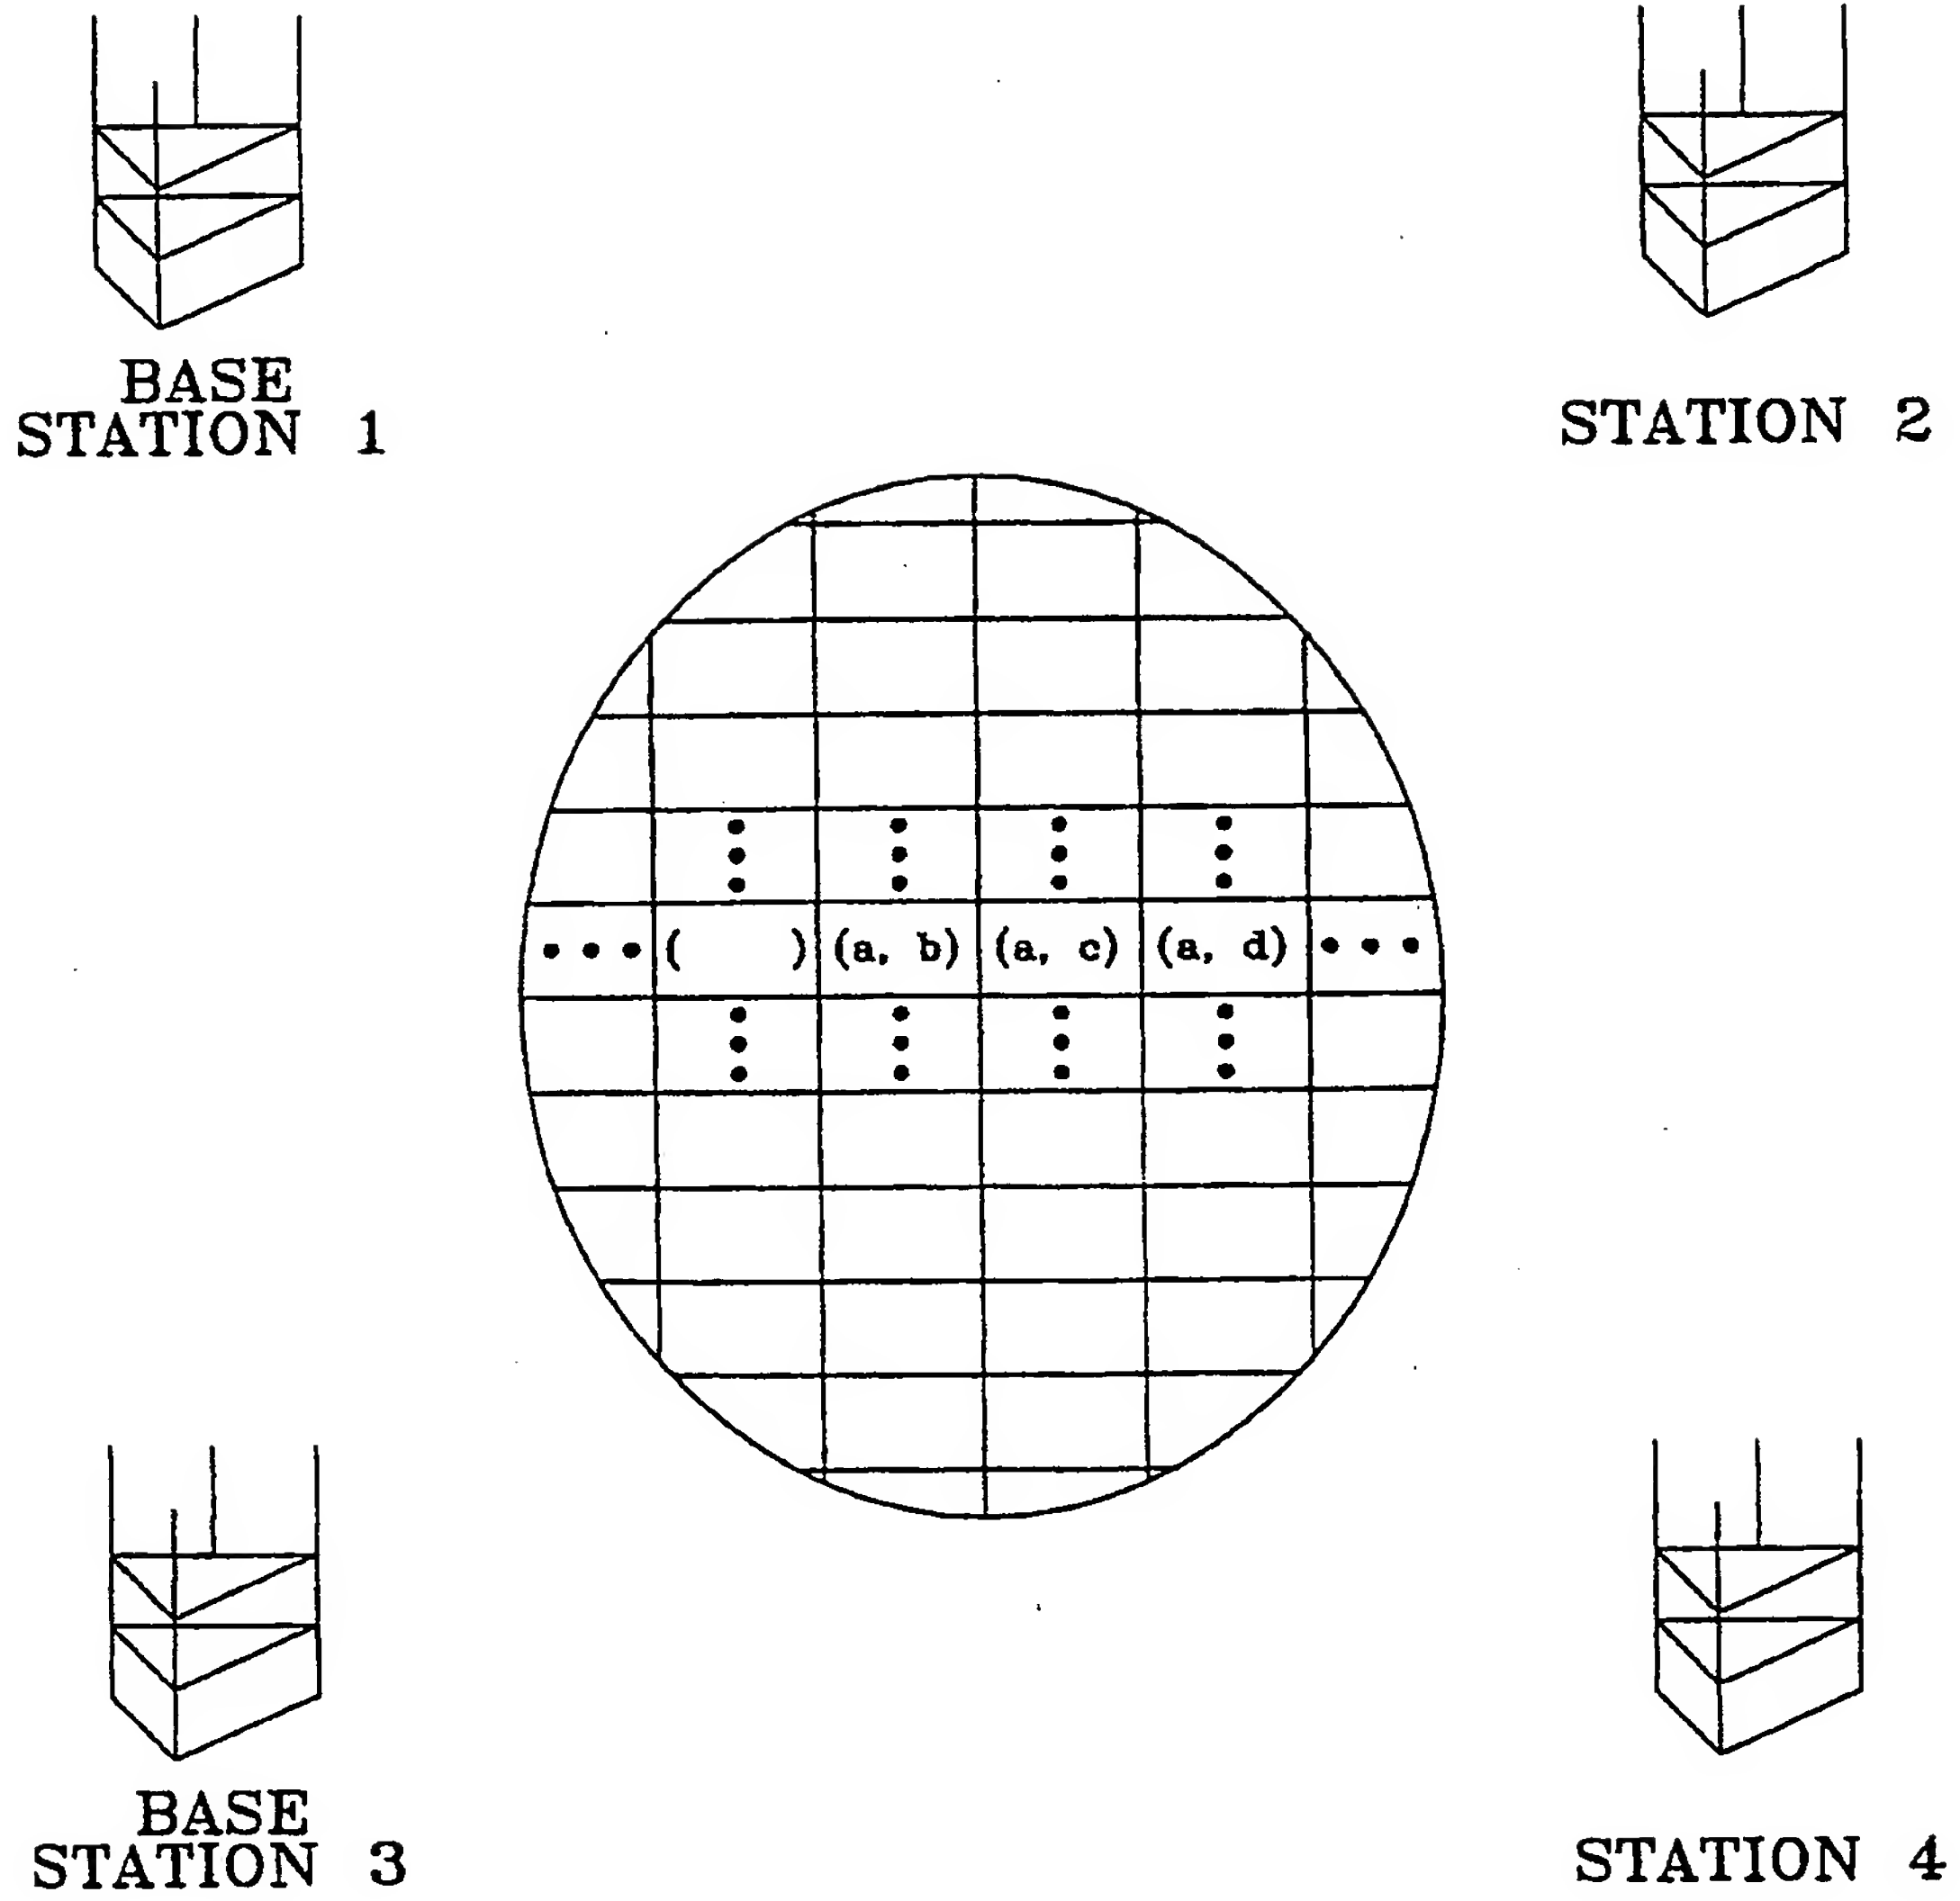 BASE
STATION 1
STATION 2
••• ( ) (a, b) (a, c) (a, d) •••
BASE
STATION 3
STATION 4